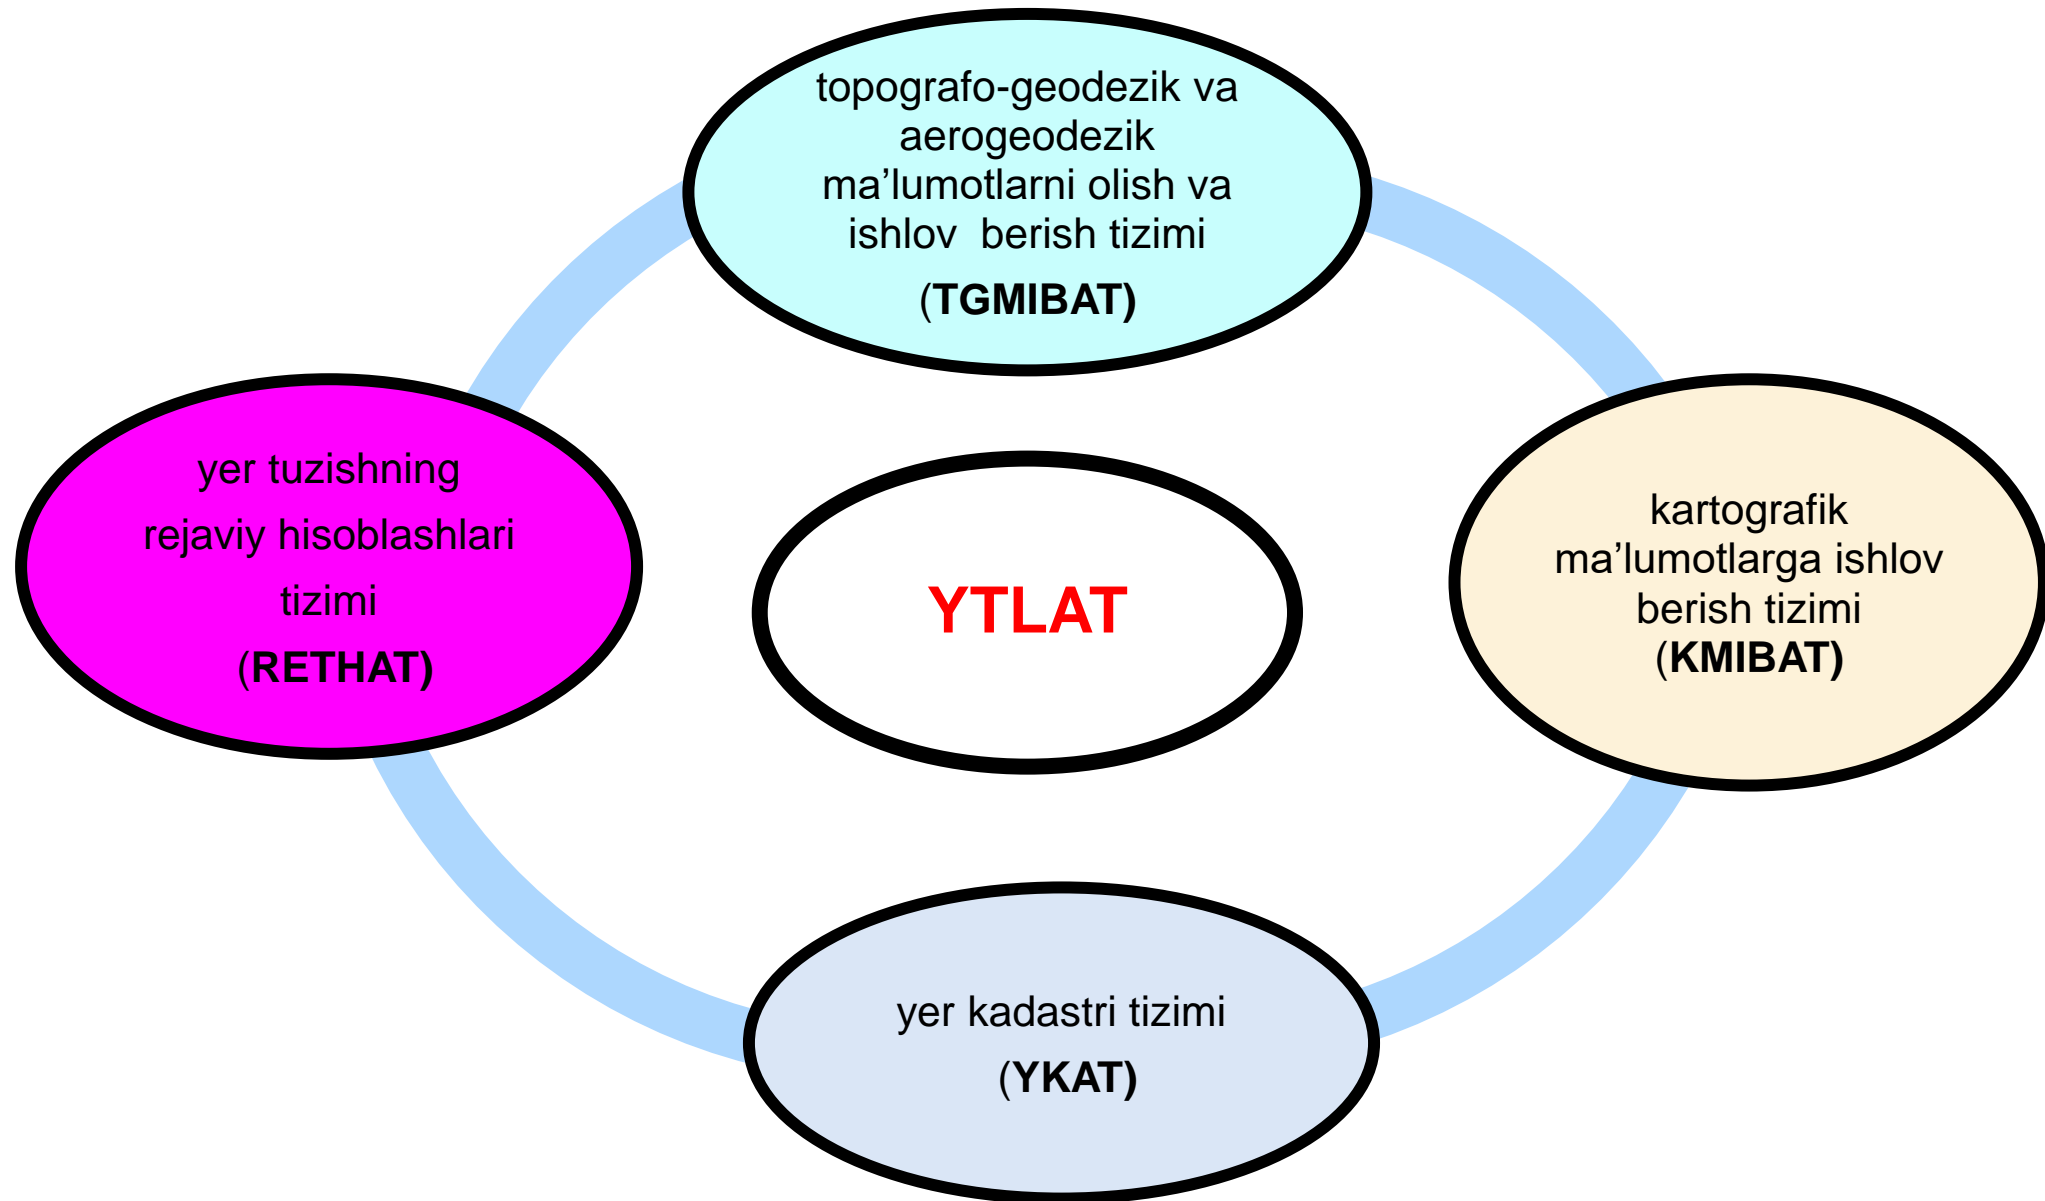 topografo-geodezik va
aerogeodezik
ma’lumotlarni olish va
ishlov  berish tizimi
(TGMIBAT)
yer tuzishning
rejaviy hisoblashlari
tizimi
(RETHAT)
YTLAT
kartografik
ma’lumotlarga ishlov
berish tizimi
(KMIBAT)
yer kadastri tizimi
(YKAT)